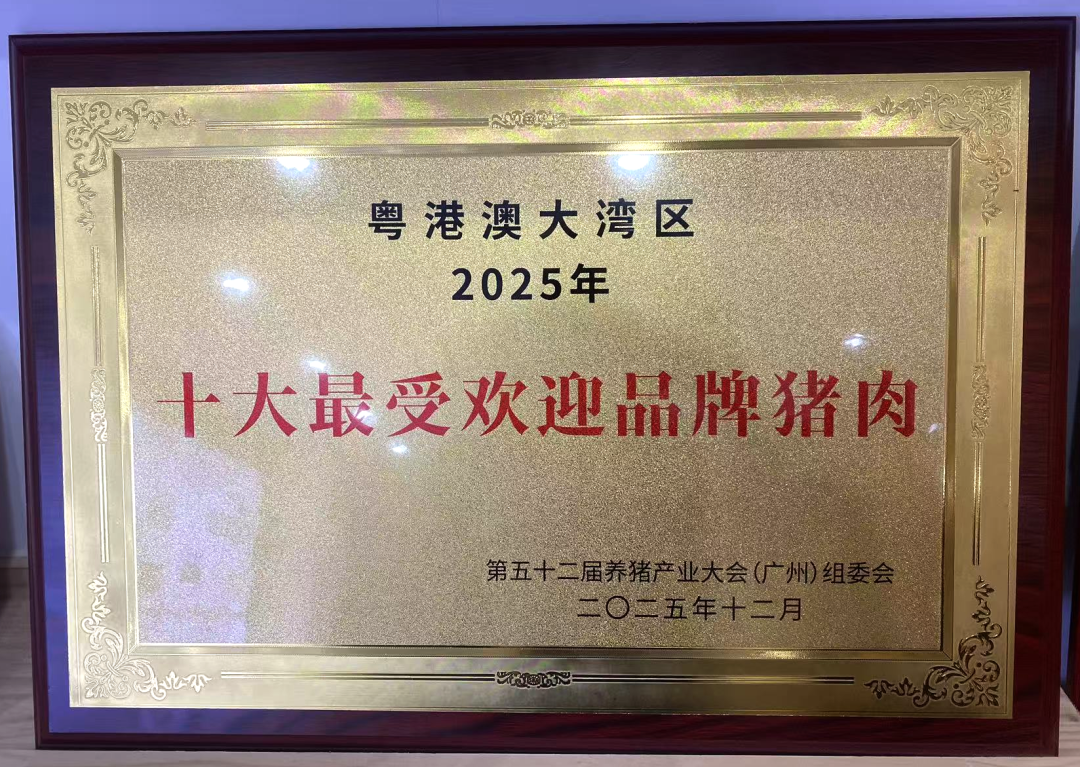 粤港澳大湾区
2025年
十大最受欢迎品牌猪肉
第五十二届养猪产业大会(广州)组委会
二〇二五年十二月